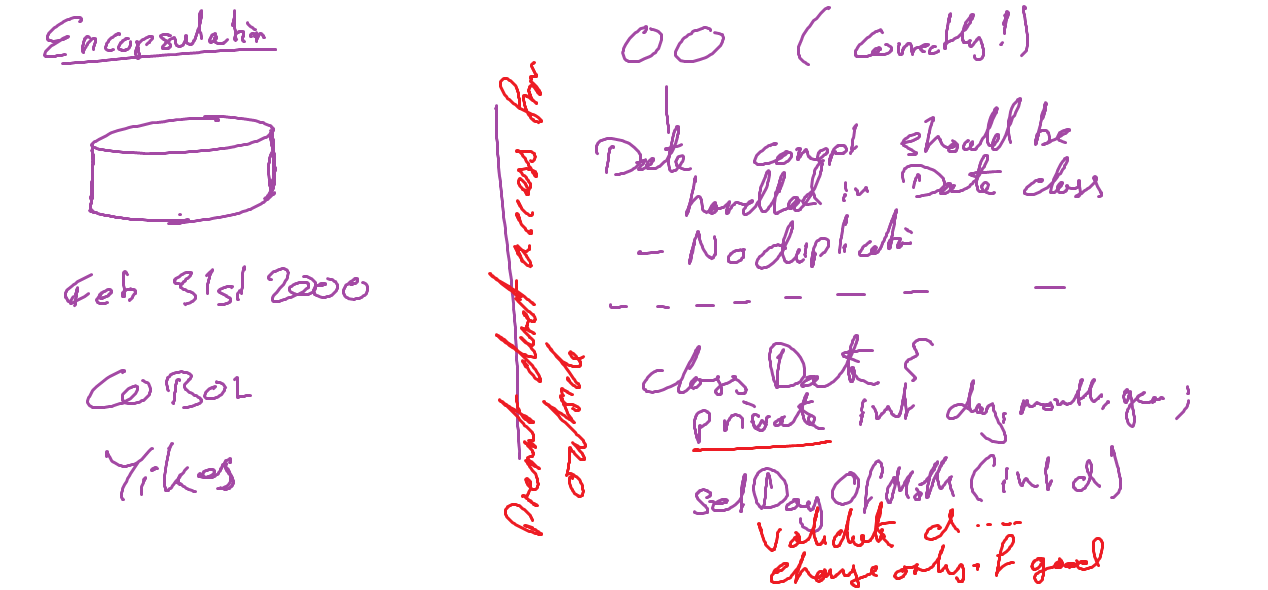 Encapsulation
Feb 31st 2000
COBOL
Yikes
Prevent direct access from
outside
OO ( Correctly!)
Date concept should be
handled in Date class
- No duplication
class Date {
private int day, month, year ;
setDayOfMth (int d)
Validate d ....
change only if good